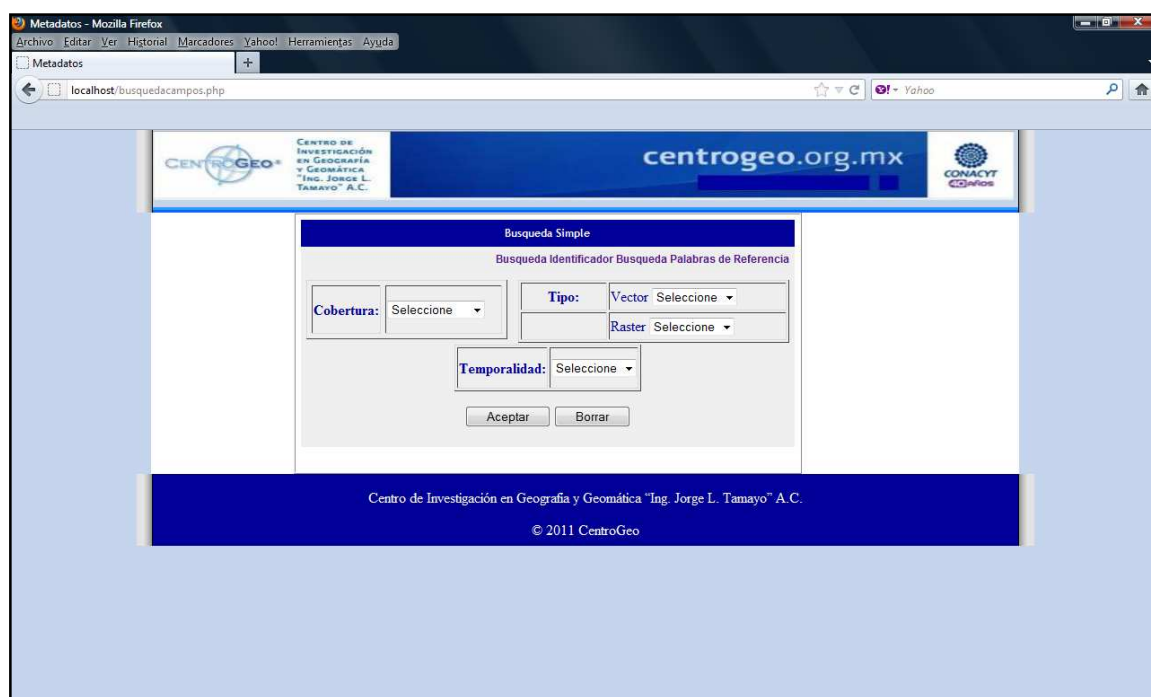 Metadatos - Mozilla Firefox
Archivo Editar Ver Historial Marcadores Yahoo! Herramientas Ayuda
Metadatos
localhost/busquedacampos.php
Yahoo
CENTROGEO
CENTRO DE
INVESTIGACIÓN
EN GEOGRAFÍA
Y GEOMÁTICA
"ING. JORGE L.
TAMAYO" A.C.
centrogeo.org.mx
CONACYT
40años
Busqueda Simple
Busqueda Identificador Busqueda Palabras de Referencia
Cobertura: Seleccione
Tipo: Vector Seleccione
Raster Seleccione
Temporalidad: Seleccione
Aceptar Borrar
Centro de Investigación en Geografía y Geomática “Ing. Jorge L. Tamayo” A.C.
© 2011 CentroGeo